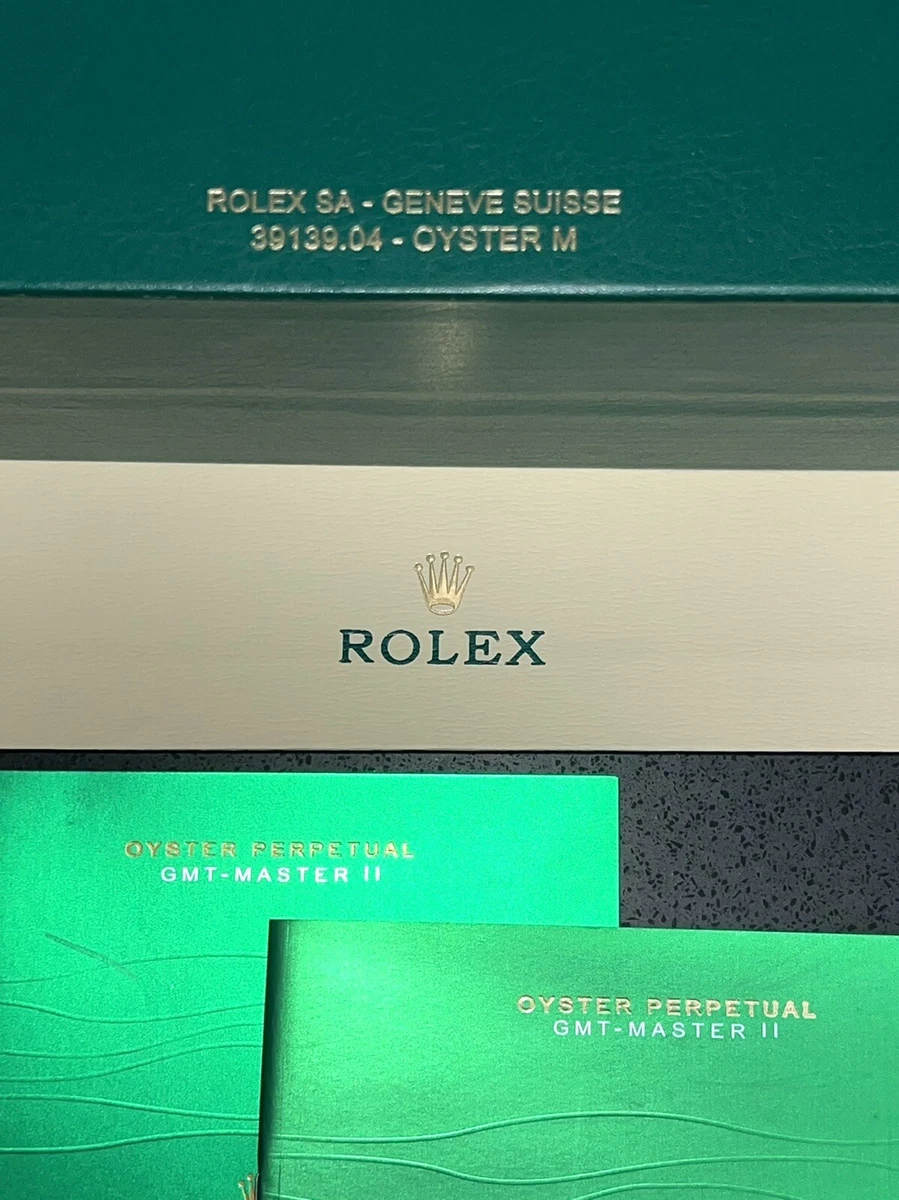 ROLEX SA - GENEVE SUISSE
39139.04 - OYSTER M
ROLEX
OYSTER PERPETUAL
GMT-MASTER II
OYSTER PERPETUAL
GMT-MASTER II